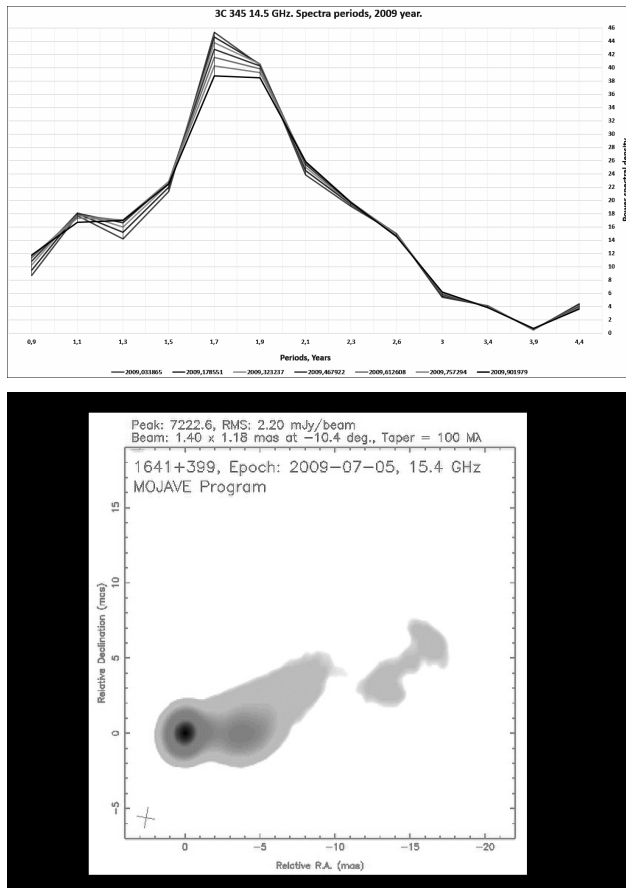 3C 345 14.5 GHz. Spectra periods, 2009 year.
46
44
42
40
38
36
34
32
30
28
26
24
22
20
18
16
14
12
10
8
6
4
2
0
Power spectral density
0,9 1,1 1,3 1,5 1,7 1,9 2,1 2,3 2,6 3 3,4 3,9 4,4
Periods, Years
2009,033865 2009,178551 2009,323237 2009,467922 2009,612608 2009,757294 2009,901979
Peak: 7222.6, RMS: 2.20 mJy/beam
Beam: 1.40 x 1.18 mas at −10.4 deg., Taper = 100 Mλ
1641+399, Epoch: 2009−07−05, 15.4 GHz
MOJAVE Program
15
10
5
0
−5
Relative Declination (mas)
0 −5 −10 −15 −20
Relative R.A. (mas)